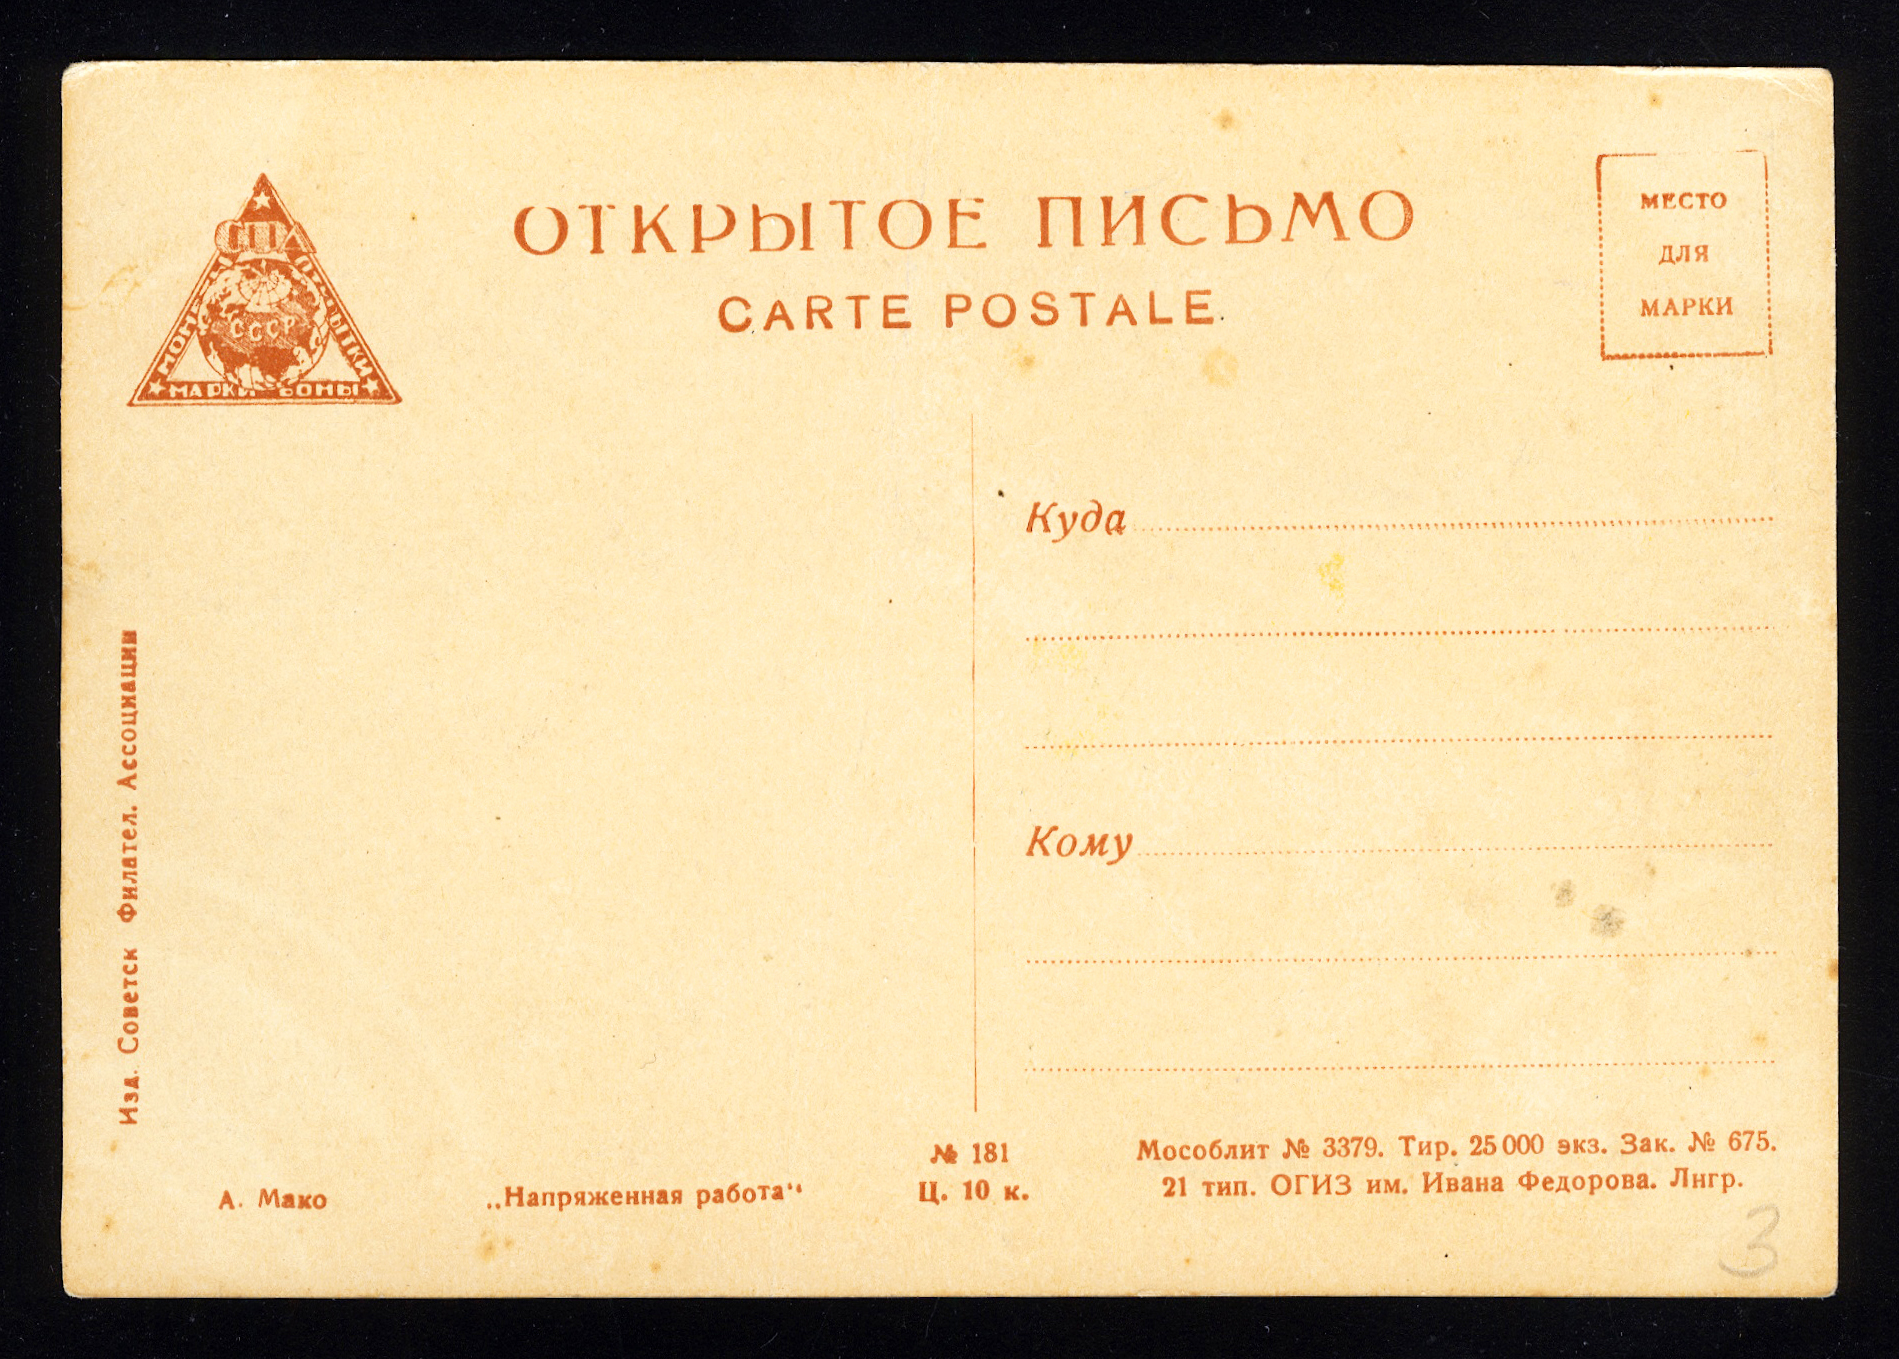 ОТКРЫТОЕ ПИСЬМО
CARTE POSTALE
МЕСТО
ДЛЯ
МАРКИ
СССР
МАРКИ БОНЫ
Куда
Кому
Изд. Советск Филател. Ассоциации
А. Мако
„Напряженная работа“
№ 181
Ц. 10 к.
Мособлит № 3379. Тир. 25 000 экз. Зак. № 675.
21 тип. ОГИЗ им. Ивана Федорова. Лнгр.
3